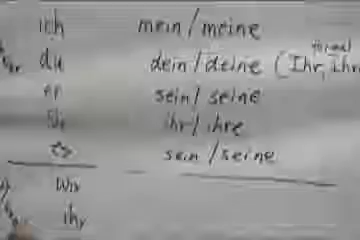 ich mein/meine
du dein/deine (Ihr, Ihre formal
er sein/seine
sie ihr/ihre
es sein/seine
wir
ihr